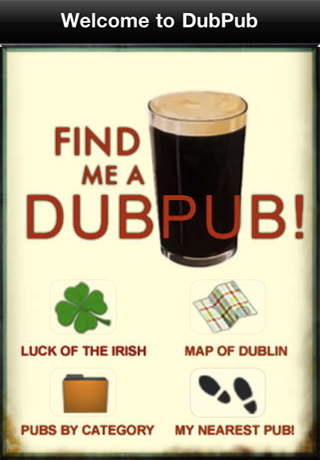 Welcome to DubPub
FIND
ME A
DUBPUB!
LUCK OF THE IRISH
MAP OF DUBLIN
PUBS BY CATEGORY
MY NEAREST PUB!